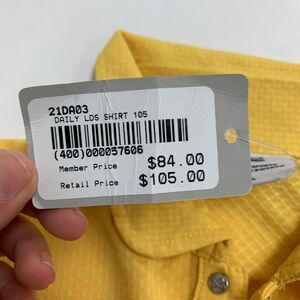 21DA03
DAILY LDS SHIRT 105
(400)000057606
Member Price $84.00
Retail Price $105.00